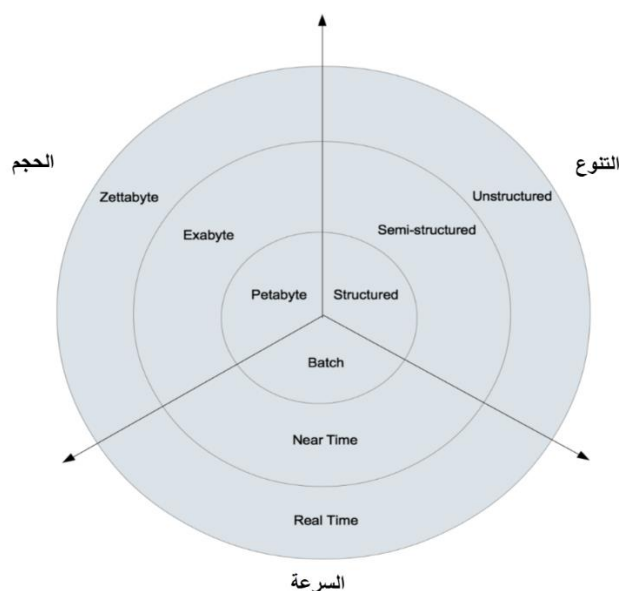 الحجم
التنوع
Zettabyte
Unstructured
Exabyte
Semi-structured
Petabyte
Structured
Batch
Near Time
Real Time
السرعة